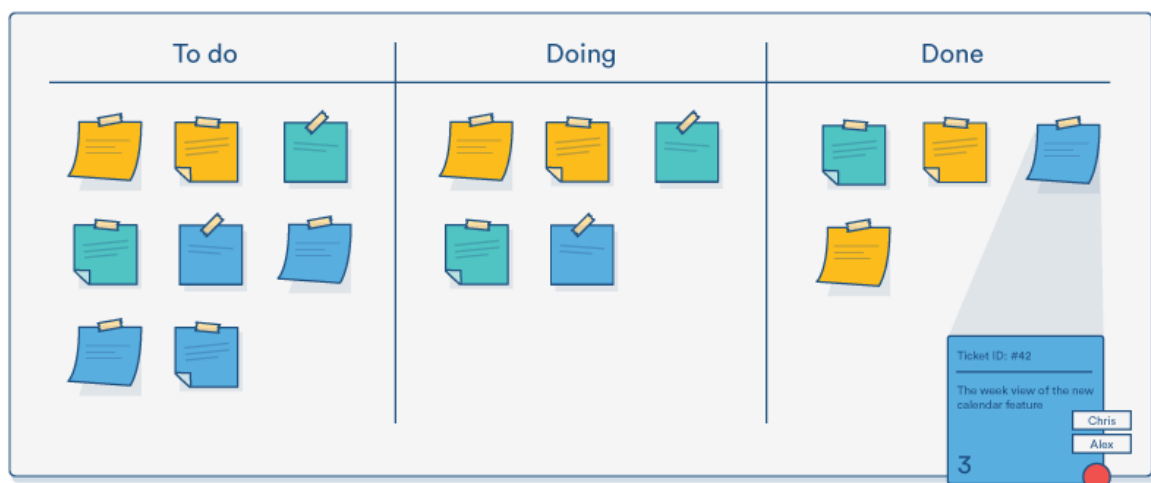 To do
Doing
Done
Ticket ID: #42
The week view of the new
calendar feature
Chris
Alex
3